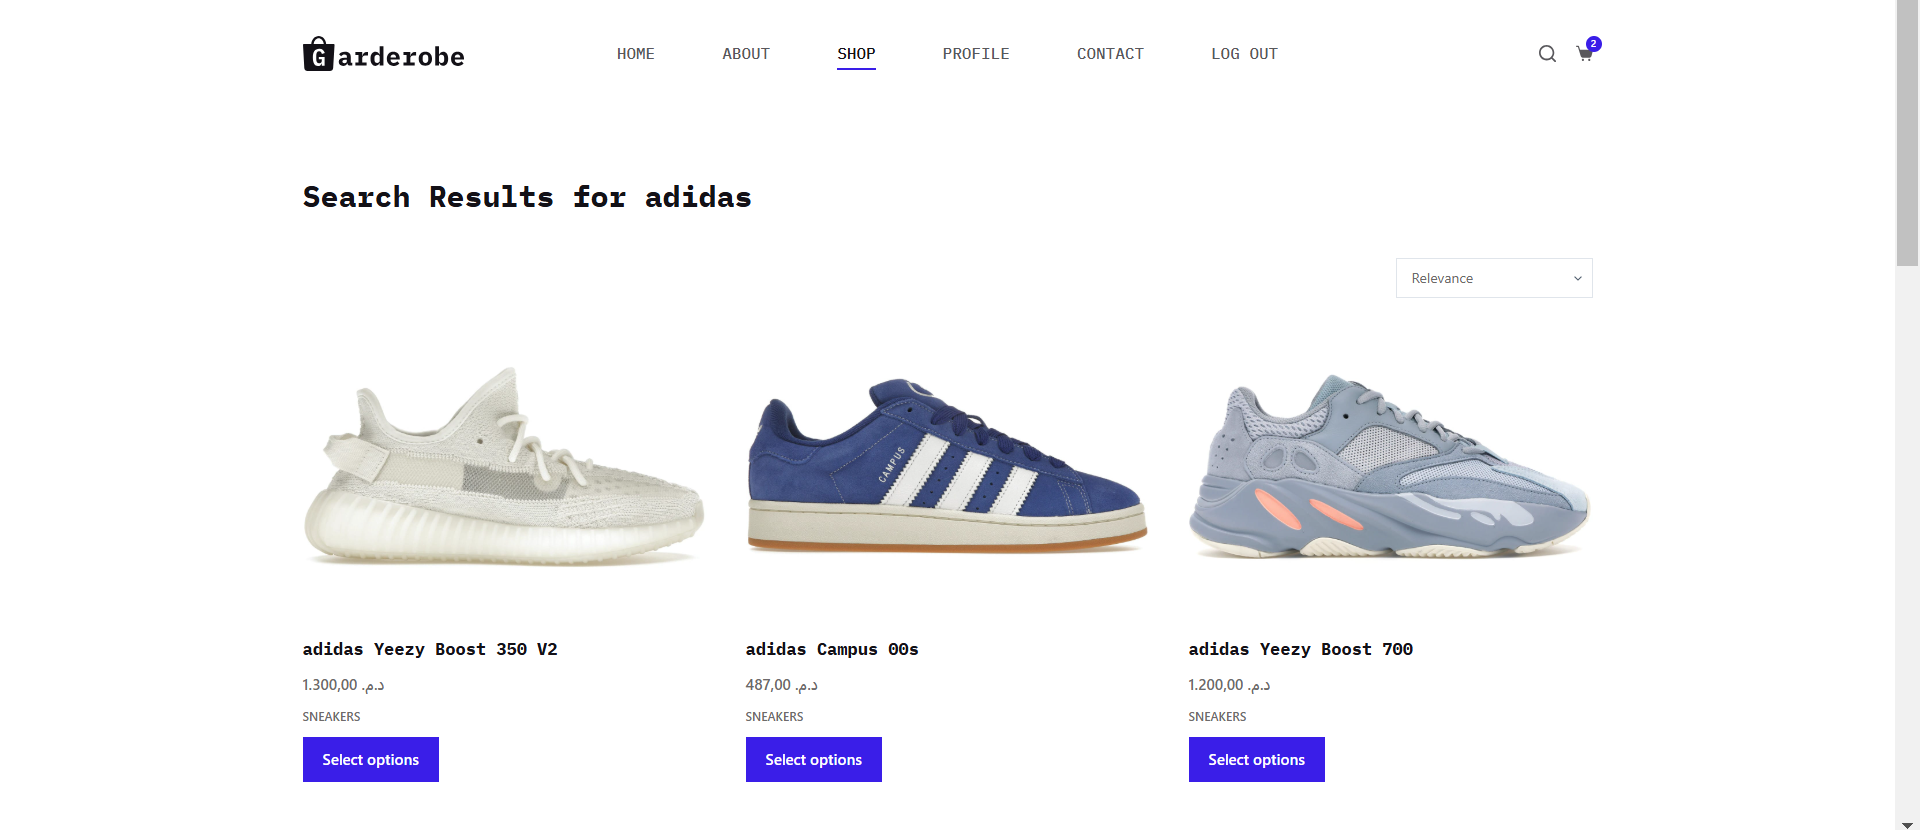 Garderobe
HOME ABOUT SHOP PROFILE CONTACT LOG OUT
2
Search Results for adidas
Relevance
CAMPUS
adidas Yeezy Boost 350 V2
1.300,00 د.م.
SNEAKERS
Select options
adidas Campus 00s
487,00 د.م.
SNEAKERS
Select options
adidas Yeezy Boost 700
1.200,00 د.م.
SNEAKERS
Select options